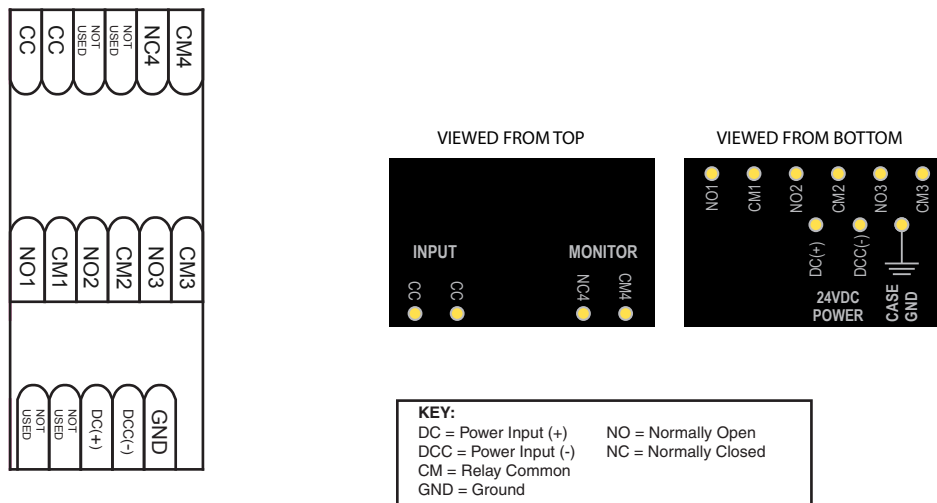 CC
CC
NOT
USED
NOT
USED
NC4
CM4
NO1
CM1
NO2
CM2
NO3
CM3
NOT
USED
NOT
USED
DC(+)
DCC(-)
GND
VIEWED FROM TOP
INPUT
MONITOR
CC
CC
NC4
CM4
VIEWED FROM BOTTOM
NO1
CM1
NO2
CM2
NO3
CM3
DC(+)
DCC(-)
24VDC
POWER
CASE
GND
KEY:
DC = Power Input (+) NO = Normally Open
DCC = Power Input (-) NC = Normally Closed
CM = Relay Common
GND = Ground